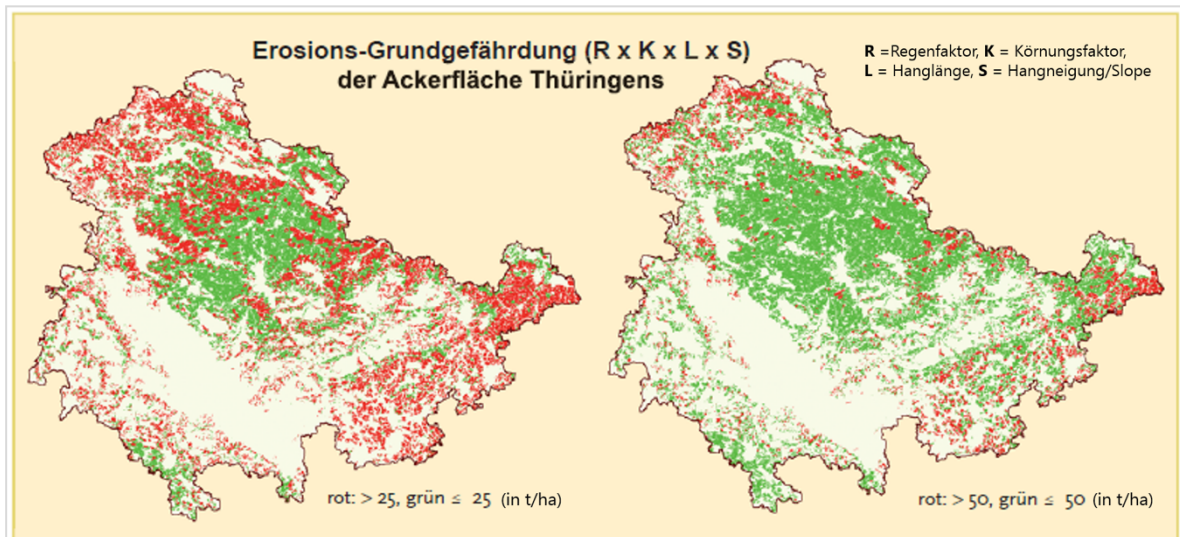 Erosions-Grundgefährdung (R x K x L x S)
der Ackerfläche Thüringens
R =Regenfaktor, K = Körnungsfaktor,
L = Hanglänge, S = Hangneigung/Slope
rot: > 25, grün ≤ 25 (in t/ha)
rot: > 50, grün ≤ 50 (in t/ha)